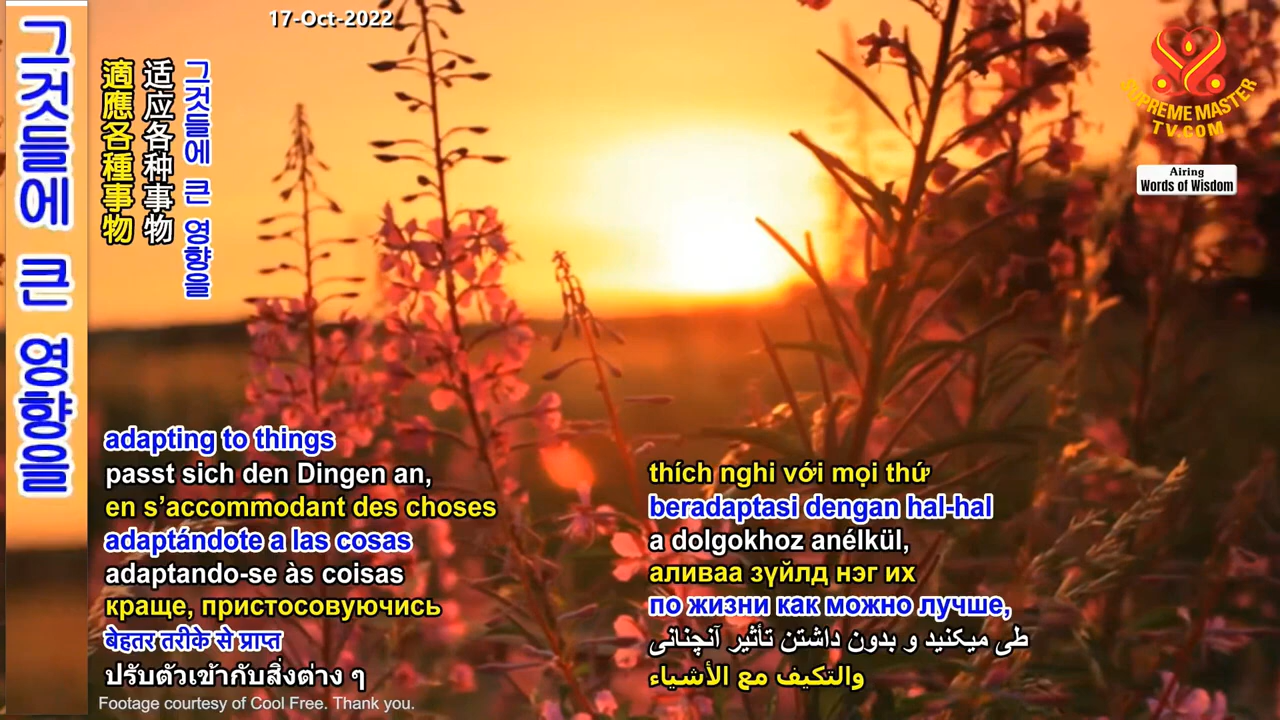 17-Oct-2022
그것들에 큰 영향을
適應各種事物
适应各种事物
그것들에 큰 영향을
SUPREME MASTER
TV.COM
Airing
Words of Wisdom
adapting to things
passt sich den Dingen an,
en s’accommodant des choses
adaptándote a las cosas
adaptando-se às coisas
краще, пристосовуючись
बेहतर तरीके से प्राप्त
ปรับตัวเข้ากับสิ่งต่าง ๆ
thích nghi với mọi thứ
beradaptasi dengan hal-hal
a dolgokhoz anélkül,
аливаа зүйлд нэг их
по жизни как можно лучше,
طی میکنید و بدون داشتن تأثیر آنچنانی
والتكيف مع الأشياء
Footage courtesy of Cool Free. Thank you.